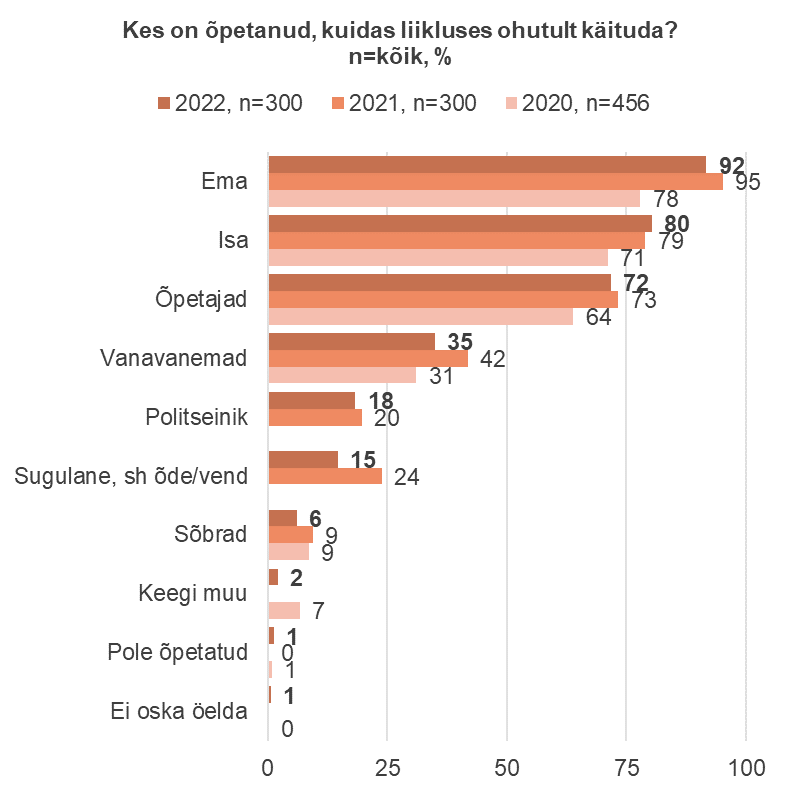 Kes on õpetanud, kuidas liikluses ohutult käituda?
n=kõik, %
2022, n=300 2021, n=300 2020, n=456
Ema
92
95
78
Isa
80
79
71
Õpetajad
72
73
64
Vanavanemad
35
42
31
Politseinik
18
20
Sugulane, sh õde/vend
15
24
Sõbrad
6
9
9
Keegi muu
2
7
Pole õpetatud
1
0
1
Ei oska öelda
1
0
0 25 50 75 100